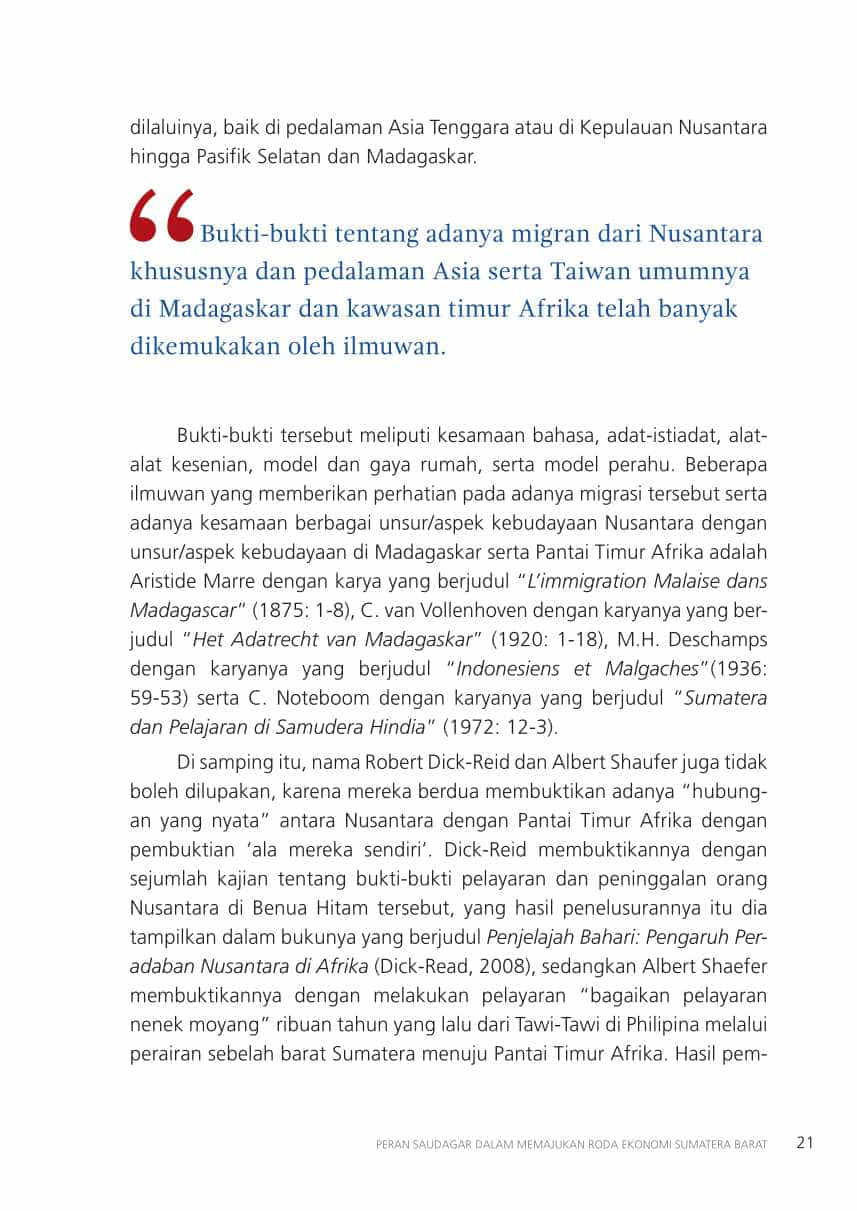 dilaluinya, baik di pedalaman Asia Tenggara atau di Kepulauan Nusantara
hingga Pasifik Selatan dan Madagaskar.
“Bukti-bukti tentang adanya migran dari Nusantara
khususnya dan pedalaman Asia serta Taiwan umumnya
di Madagaskar dan kawasan timur Afrika telah banyak
dikemukakan oleh ilmuwan.
Bukti-bukti tersebut meliputi kesamaan bahasa, adat-istiadat, alat-
alat kesenian, model dan gaya rumah, serta model perahu. Beberapa
ilmuwan yang memberikan perhatian pada adanya migrasi tersebut serta
adanya kesamaan berbagai unsur/aspek kebudayaan Nusantara dengan
unsur/aspek kebudayaan di Madagaskar serta Pantai Timur Afrika adalah
Aristide Marre dengan karya yang berjudul “L’immigration Malaise dans
Madagascar“ (1875: 1-8), C. van Vollenhoven dengan karyanya yang ber-
judul “Het Adatrecht van Madagaskar” (1920: 1-18), M.H. Deschamps
dengan karyanya yang berjudul “Indonesiens et Malgaches”(1936:
59-53) serta C. Noteboom dengan karyanya yang berjudul “Sumatera
dan Pelajaran di Samudera Hindia” (1972: 12-3).
Di samping itu, nama Robert Dick-Reid dan Albert Shaufer juga tidak
boleh dilupakan, karena mereka berdua membuktikan adanya “hubung-
an yang nyata” antara Nusantara dengan Pantai Timur Afrika dengan
pembuktian ‘ala mereka sendiri’. Dick-Reid membuktikannya dengan
sejumlah kajian tentang bukti-bukti pelayaran dan peninggalan orang
Nusantara di Benua Hitam tersebut, yang hasil penelusurannya itu dia
tampilkan dalam bukunya yang berjudul Penjelajah Bahari: Pengaruh Per-
adaban Nusantara di Afrika (Dick-Read, 2008), sedangkan Albert Shaefer
membuktikannya dengan melakukan pelayaran “bagaikan pelayaran
nenek moyang” ribuan tahun yang lalu dari Tawi-Tawi di Philipina melalui
perairan sebelah barat Sumatera menuju Pantai Timur Afrika. Hasil pem-
PERAN SAUDAGAR DALAM MEMAJUKAN RODA EKONOMI SUMATERA BARAT 21